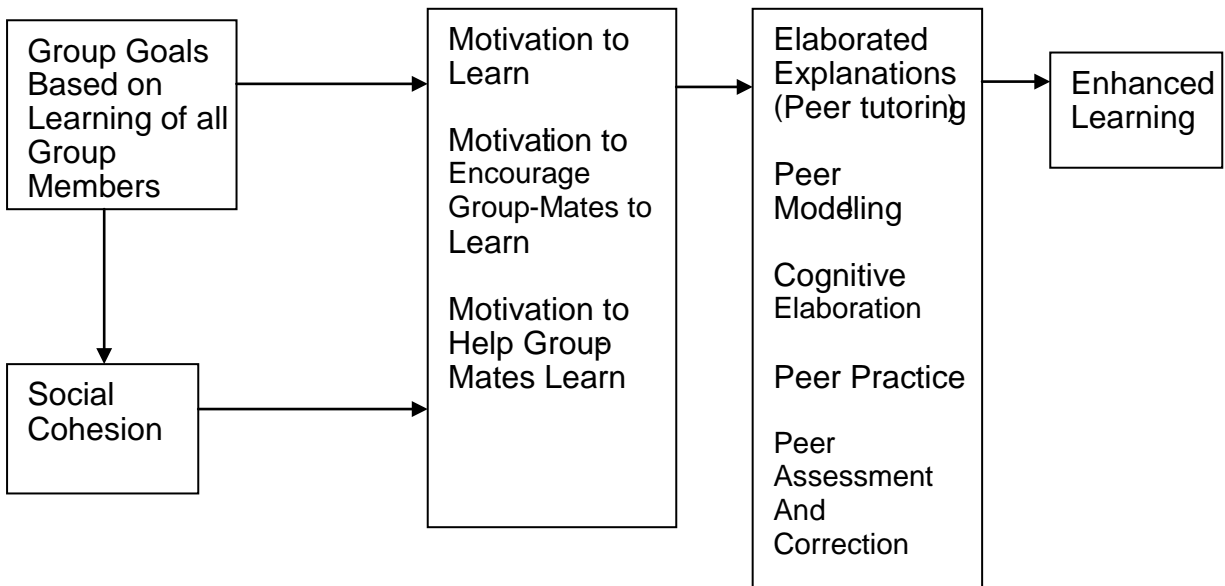 Group Goals
Based on
Learning of all
Group
Members
Social
Cohesion
Motivation to
Learn
Motivation to
Encourage
Group-Mates to
Learn
Motivation to
Help Group-
Mates Learn
Elaborated
Explanations
(Peer tutoring)
Peer
Modeling
Cognitive
Elaboration
Peer Practice
Peer
Assessment
And
Correction
Enhanced
Learning